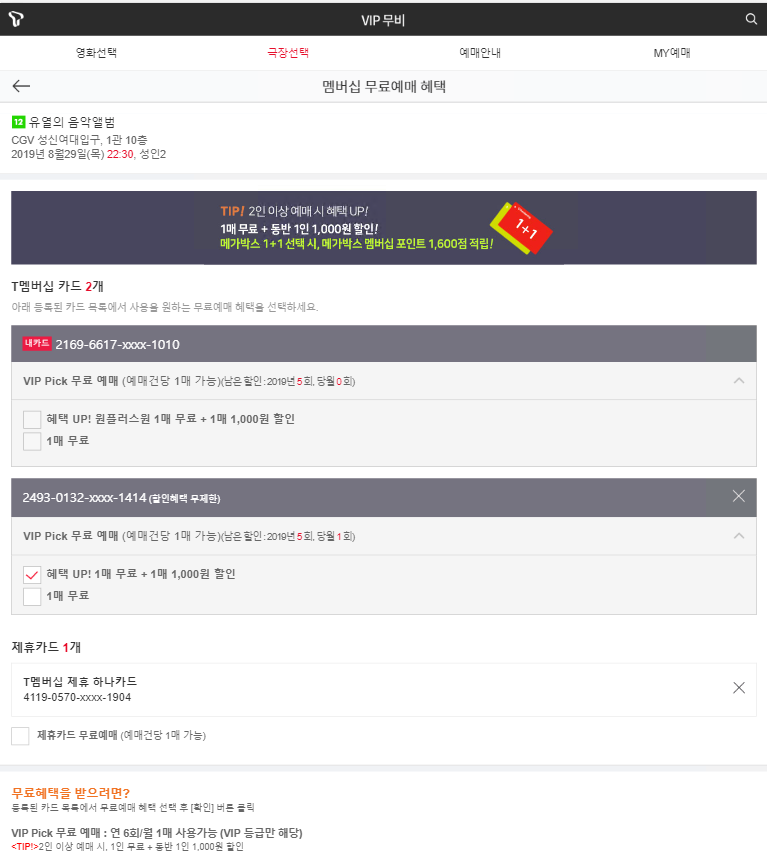 VIP 무비
영화선택 극장선택 예매안내 MY예매
멤버십 무료예매 혜택
12 유열의 음악앨범
CGV 성신여대입구, 1관 10층
2019년 8월29일(목) 22:30, 성인2
TIP! 2인 이상 예매 시 혜택 UP!
1매 무료 + 동반 1인 1,000원 할인!
메가박스 1+1 선택 시, 메가박스 멤버십 포인트 1,600점 적립!
1+1
T멤버십 카드 2개
아래 등록된 카드 목록에서 사용을 원하는 무료예매 혜택을 선택하세요.
내카드 2169-6617-xxxx-1010
VIP Pick 무료 예매 (예매건당 1매 가능)(남은 할인 : 2019년 5 회, 당월 0 회)
혜택 UP! 원플러스원 1매 무료 + 1매 1,000원 할인
1매 무료
2493-0132-xxxx-1414 (할인혜택 무제한)
VIP Pick 무료 예매 (예매건당 1매 가능)(남은 할인 : 2019년 5 회, 당월 1 회)
혜택 UP! 1매 무료 + 1매 1,000원 할인
1매 무료
제휴카드 1개
T멤버십 제휴 하나카드
4119-0570-xxxx-1904
제휴카드 무료예매 (예매건당 1매 가능)
무료혜택을 받으려면?
등록된 카드 목록에서 무료예매 혜택 선택 후 [확인] 버튼 클릭
VIP Pick 무료 예매 : 연 6회/월 1매 사용가능 (VIP 등급만 해당)
<TIP!>2인 이상 예매 시, 1인 무료 + 동반 1인 1,000원 할인